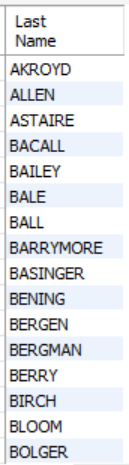 Last
Name
AKROYD
ALLEN
ASTAIRE
BACALL
BAILEY
BALE
BALL
BARRYMORE
BASINGER
BENING
BERGEN
BERGMAN
BERRY
BIRCH
BLOOM
BOLGER